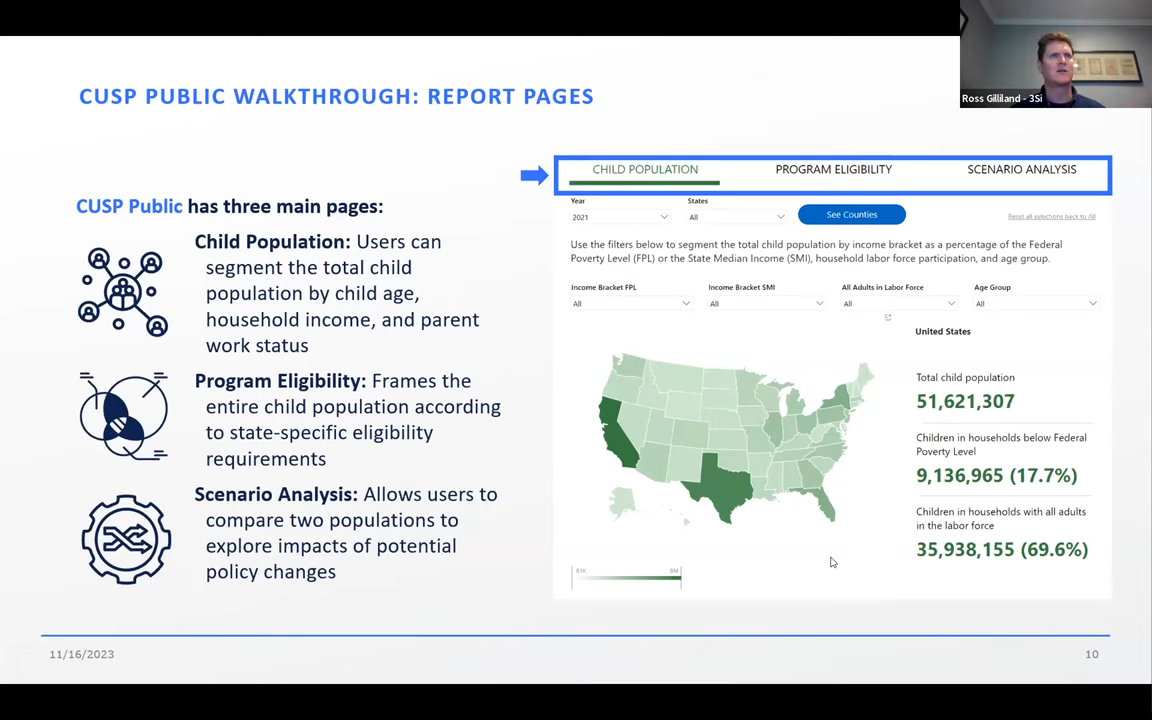 Ross Gilliland - 3Si
CUSP PUBLIC WALKTHROUGH: REPORT PAGES
CUSP Public has three main pages:
Child Population: Users can
segment the total child
population by child age,
household income, and parent
work status
Program Eligibility: Frames the
entire child population according
to state-specific eligibility
requirements
Scenario Analysis: Allows users to
compare two populations to
explore impacts of potential
policy changes
CHILD POPULATION PROGRAM ELIGIBILITY SCENARIO ANALYSIS
Year States
2021 All See Counties Reset all selections back to All
Use the filters below to segment the total child population by income bracket as a percentage of the Federal
Poverty Level (FPL) or the State Median Income (SMI), household labor force participation, and age group.
Income Bracket FPL Income Bracket SMI All Adults in Labor Force Age Group
All All All All
United States
Total child population
51,621,307
Children in households below Federal
Poverty Level
9,136,965 (17.7%)
Children in households with all adults
in the labor force
35,938,155 (69.6%)
11/16/2023 10